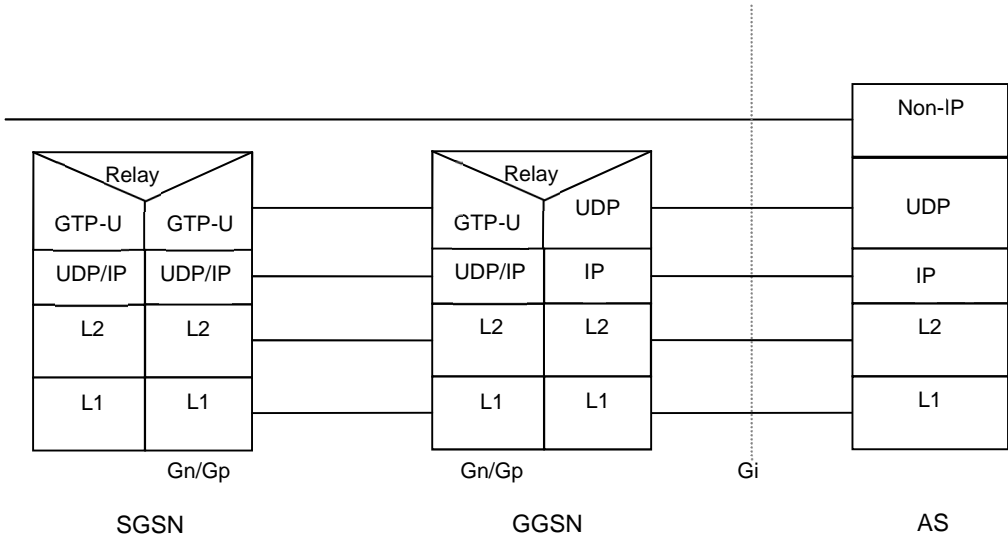 Non-IP
Relay
Relay
GTP-U GTP-U
GTP-U UDP
UDP
UDP/IP UDP/IP
UDP/IP IP
IP
L2 L2
L2 L2
L2
L1 L1
L1 L1
L1
Gn/Gp
Gn/Gp
Gi
SGSN
GGSN
AS